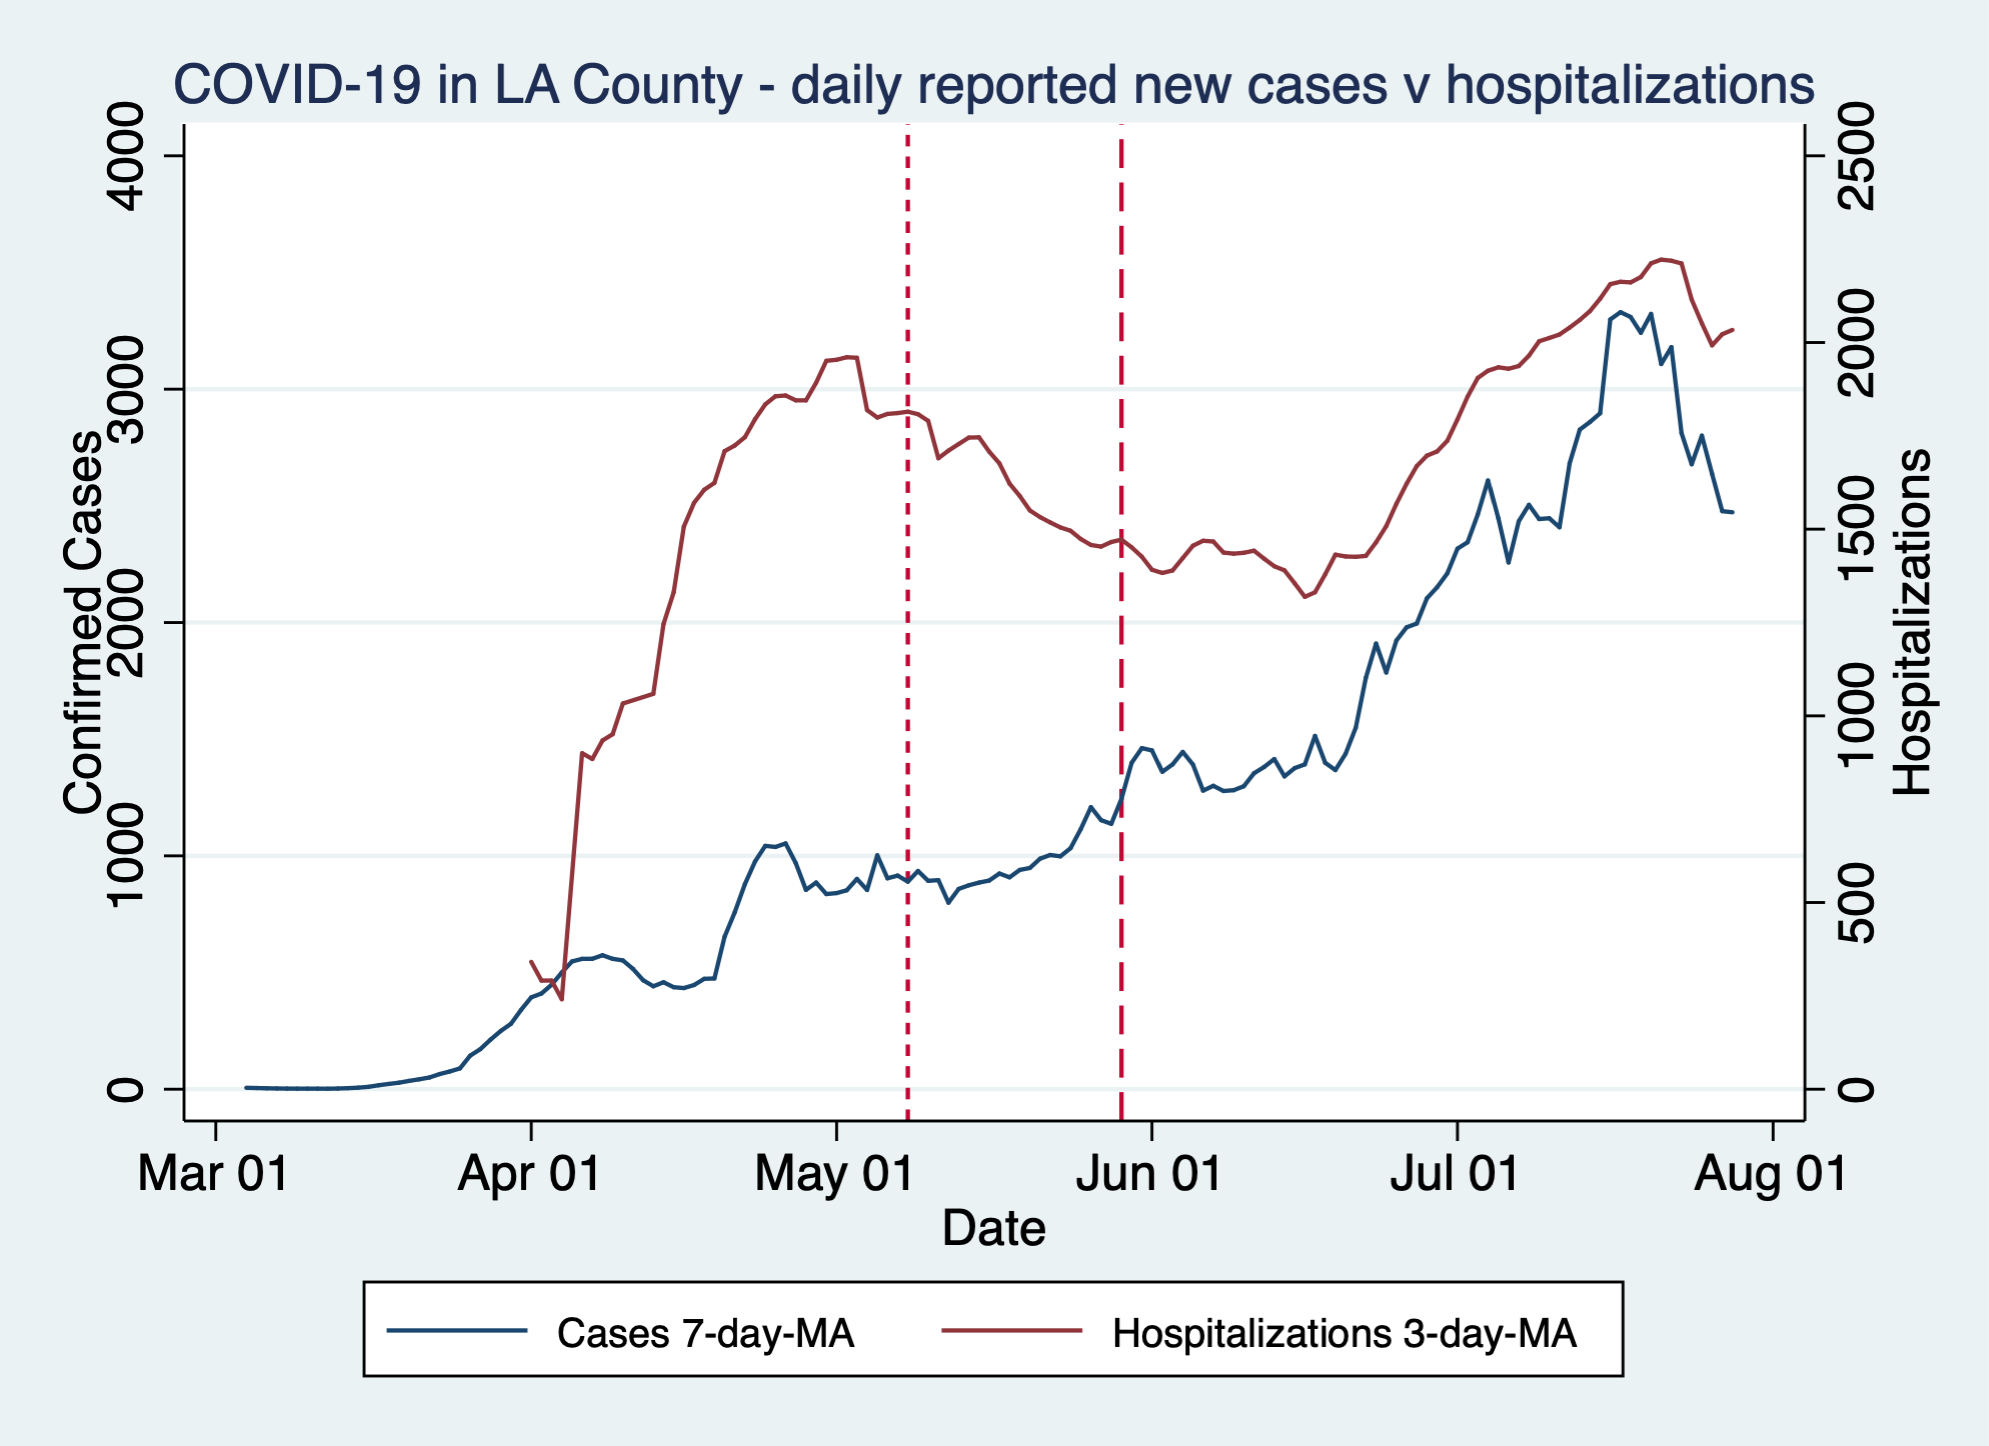 COVID-19 in LA County - daily reported new cases v hospitalizations
Confirmed Cases
4000
3000
2000
1000
0
2500
2000
1500
1000
500
0
Hospitalizations
Mar 01 Apr 01 May 01 Jun 01 Jul 01 Aug 01
Date
Cases 7-day-MA Hospitalizations 3-day-MA